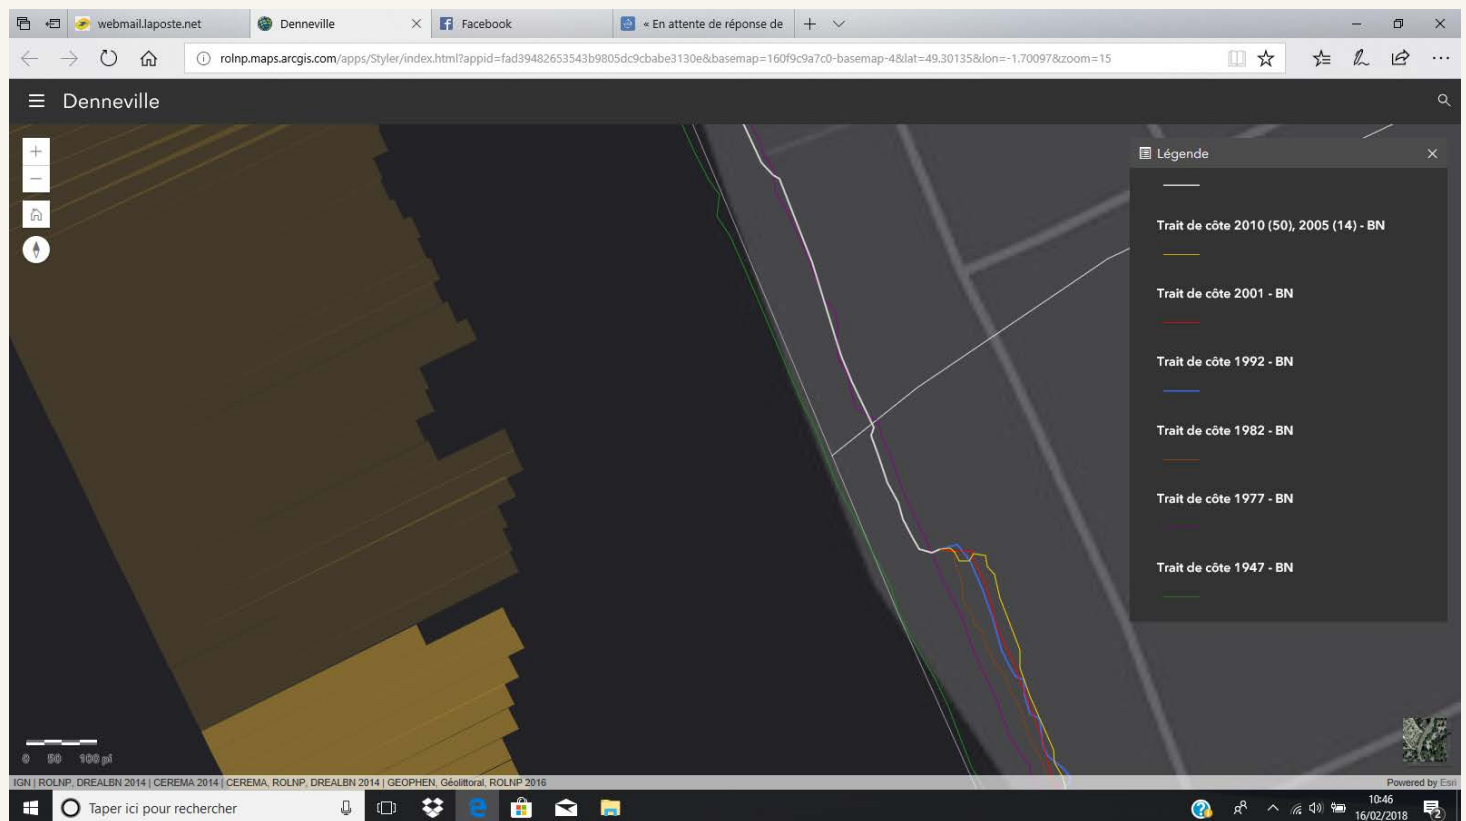 webmail.laposte.net
Denneville
Facebook
« En attente de réponse de
rolnp.maps.arcgis.com/apps/Styler/index.html?appid=fad39482653543b9805dc9cbabe3130e&basemap=160f9c9a7c0-basemap-4&lat=49.30135&lon=-1.70097&zoom=15
Denneville
Légende
Trait de côte 2010 (50), 2005 (14) - BN
Trait de côte 2001 - BN
Trait de côte 1992 - BN
Trait de côte 1982 - BN
Trait de côte 1977 - BN
Trait de côte 1947 - BN
0 50 100 pi
IGN | ROLNP, DREALBN 2014 | CEREMA 2014 | CEREMA, ROLNP, DREALBN 2014 | GEOPHEN, Géolittoral, ROLNP 2016
Powered by Esri
Taper ici pour rechercher
10:46
16/02/2018
2